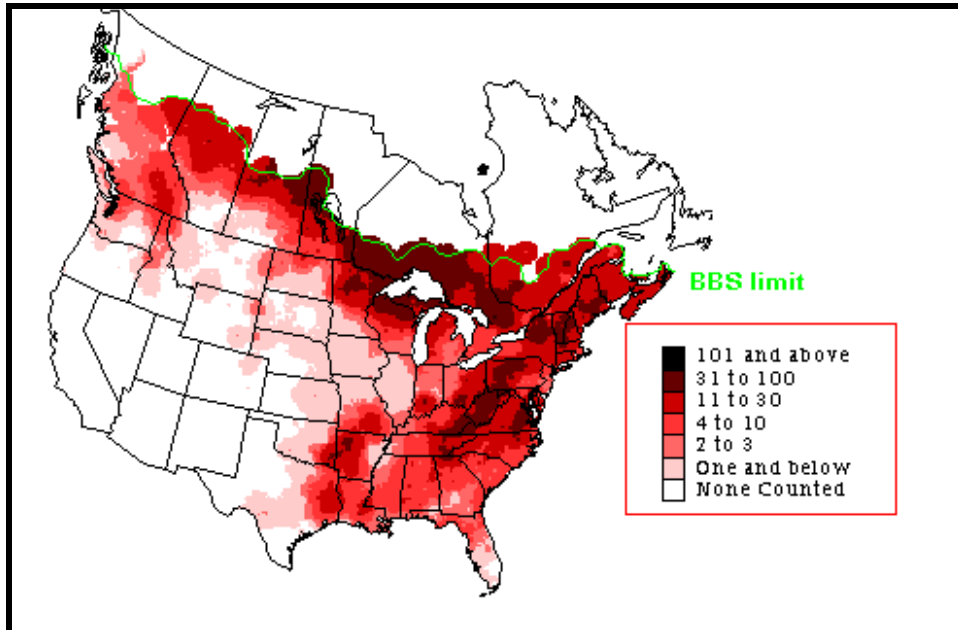 BBS limit
101 and above
31 to 100
11 to 30
4 to 10
2 to 3
One and below
None Counted